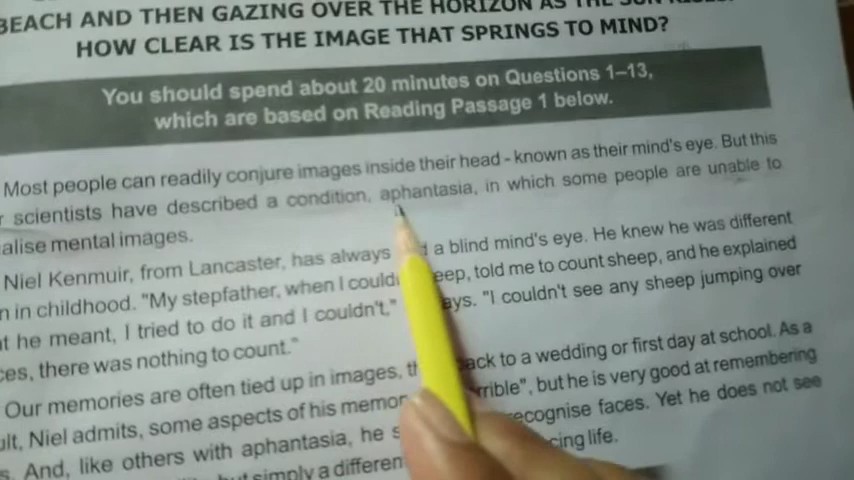 BEACH AND THEN GAZING OVER THE HORIZON AS THE SUN
HOW CLEAR IS THE IMAGE THAT SPRINGS TO MIND?
You should spend about 20 minutes on Questions 1–13,
which are based on Reading Passage 1 below.
Most people can readily conjure images inside their head - known as their mind's eye. But this
scientists have described a condition, aphantasia, in which some people are unable to
alise mental images.
Niel Kenmuir, from Lancaster, has always a blind mind's eye. He knew he was different
n in childhood. "My stepfather, when I could eep, told me to count sheep, and he explained
he meant, I tried to do it and I couldn't," ays. "I couldn't see any sheep jumping over
ces, there was nothing to count."
Our memories are often tied up in images, ack to a wedding or first day at school. As a
ult, Niel admits, some aspects of his memor rrible", but he is very good at remembering
s. And, like others with aphantasia, he recognise faces. Yet he does not see
but simply a differen cing life.